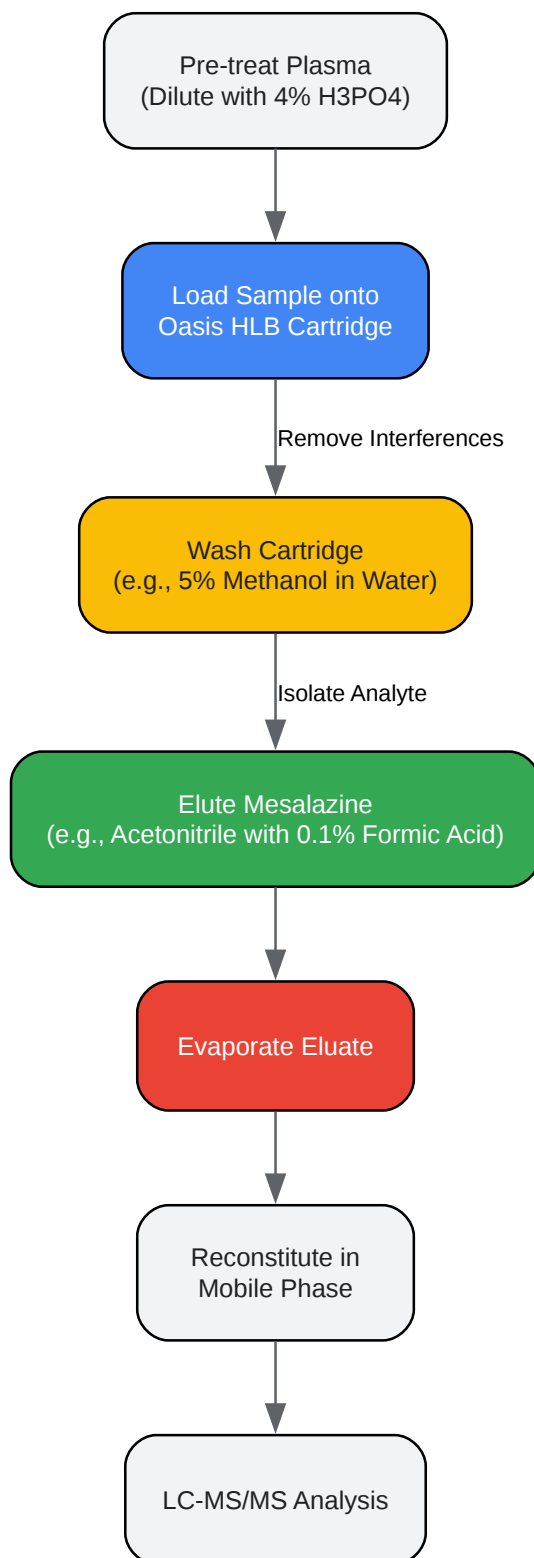 Pre-treat Plasma
(Dilute with 4% H3PO4)
Load Sample onto
Oasis HLB Cartridge
Remove Interferences
Wash Cartridge
(e.g., 5% Methanol in Water)
Isolate Analyte
Elute Mesalazine
(e.g., Acetonitrile with 0.1% Formic Acid)
Evaporate Eluate
Reconstitute in
Mobile Phase
LC-MS/MS Analysis